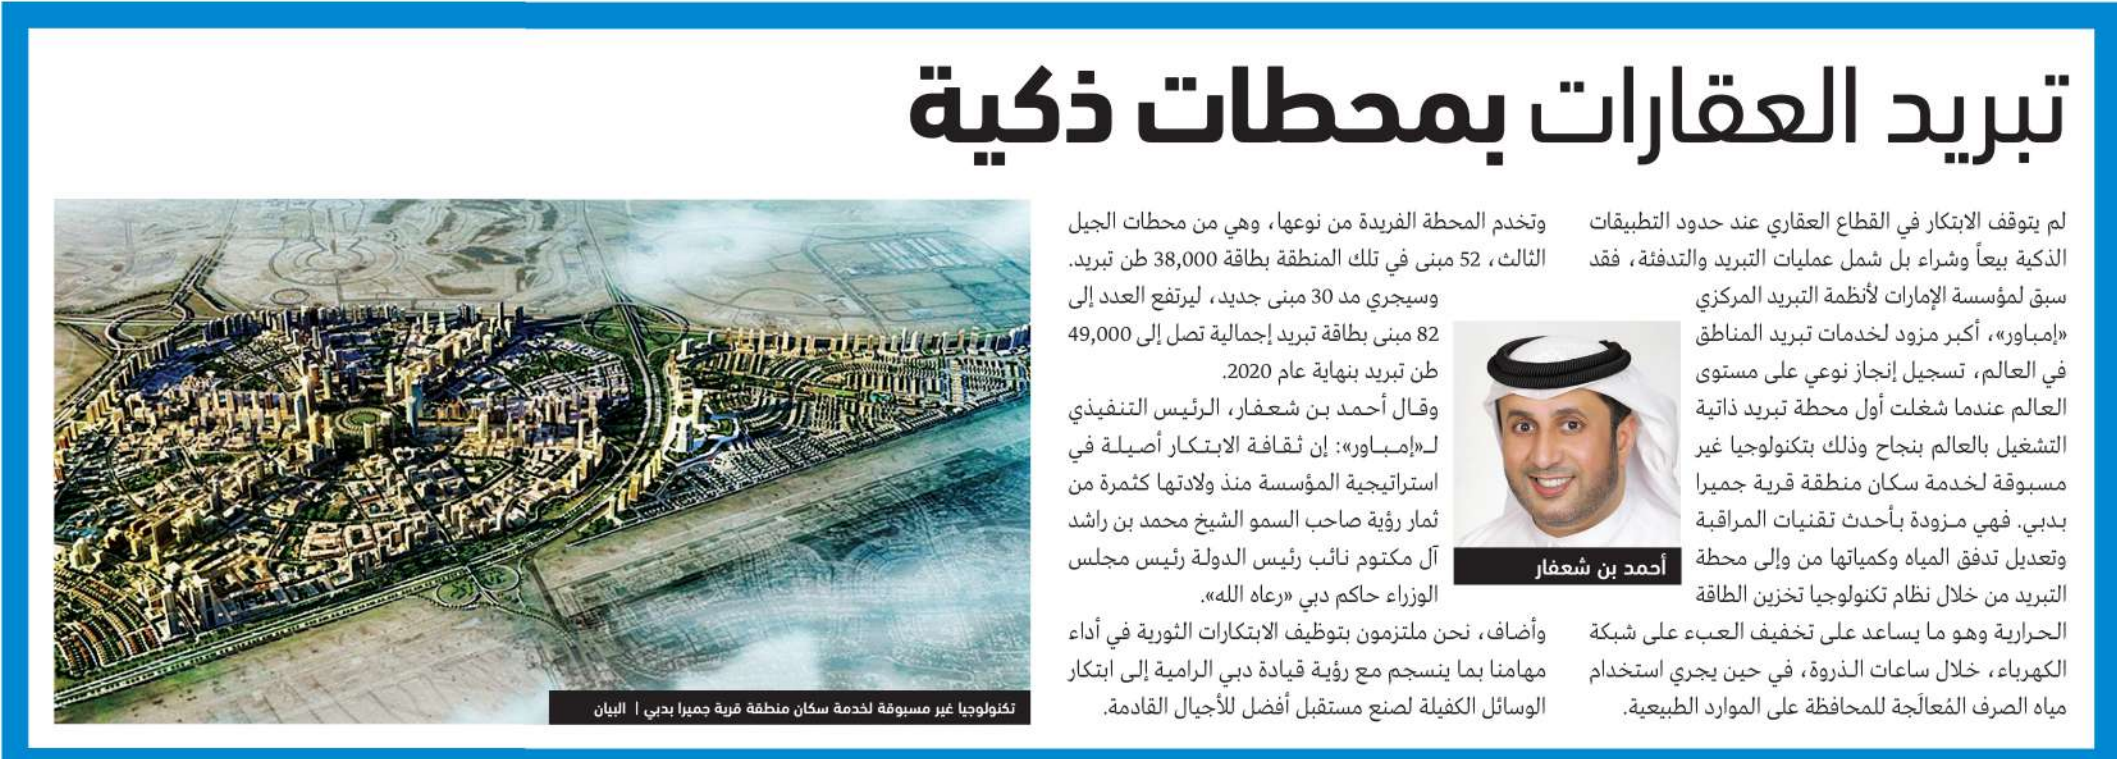 تبريد العقارات بمحطات ذكية
لم يتوقف الابتكار في القطاع العقاري عند حدود التطبيقات
الذكية بيعاً وشراء بل شمل عمليات التبريد والتدفئة، فقد
سبق لمؤسسة الإمارات لأنظمة التبريد المركزي
«إمباور»، أكبر مزود لخدمات تبريد المناطق
في العالم، تسجيل إنجاز نوعي على مستوى
العالم عندما شغلت أول محطة تبريد ذاتية
التشغيل بالعالم بنجاح وذلك بتكنولوجيا غير
مسبوقة لخدمة سكان منطقة قرية جميرا
بدبي. فهي مزودة بأحدث تقنيات المراقبة
وتعديل تدفق المياه وكمياتها من وإلى محطة
التبريد من خلال نظام تكنولوجيا تخزين الطاقة
الحرارية وهو ما يساعد على تخفيف العبء على شبكة
الكهرباء، خلال ساعات الذروة، في حين يجري استخدام
مياه الصرف المُعالَجة للمحافظة على الموارد الطبيعية.
أحمد بن شعفار
وتخدم المحطة الفريدة من نوعها، وهي من محطات الجيل
الثالث، 52 مبنى في تلك المنطقة بطاقة 38,000 طن تبريد.
وسيجري مد 30 مبنى جديد، ليرتفع العدد إلى
82 مبنى بطاقة تبريد إجمالية تصل إلى 49,000
طن تبريد بنهاية عام 2020.
وقال أحمد بن شعفار، الرئيس التنفيذي
لـ«إمباور»: إن ثقافة الابتكار أصيلة في
استراتيجية المؤسسة منذ ولادتها كثمرة من
ثمار رؤية صاحب السمو الشيخ محمد بن راشد
آل مكتوم نائب رئيس الدولة رئيس مجلس
الوزراء حاكم دبي «رعاه الله».
وأضاف، نحن ملتزمون بتوظيف الابتكارات الثورية في أداء
مهامنا بما ينسجم مع رؤية قيادة دبي الرامية إلى ابتكار
الوسائل الكفيلة لصنع مستقبل أفضل للأجيال القادمة.
تكنولوجيا غير مسبوقة لخدمة سكان منطقة قرية جميرا بدبي | البيان